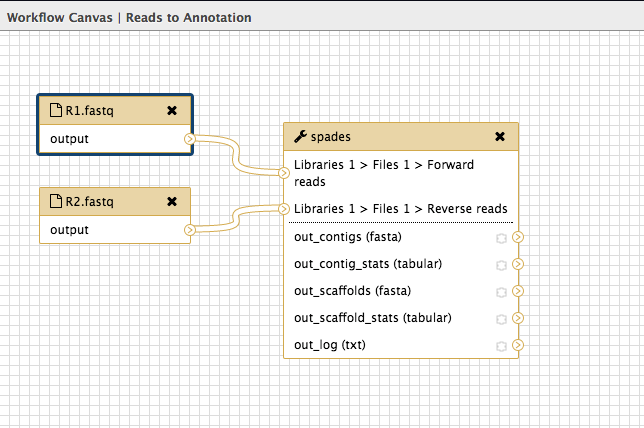 Workflow Canvas | Reads to Annotation
R1.fastq
output
R2.fastq
output
spades
Libraries 1 > Files 1 > Forward
reads
Libraries 1 > Files 1 > Reverse reads
out_contigs (fasta)
out_contig_stats (tabular)
out_scaffolds (fasta)
out_scaffold_stats (tabular)
out_log (txt)